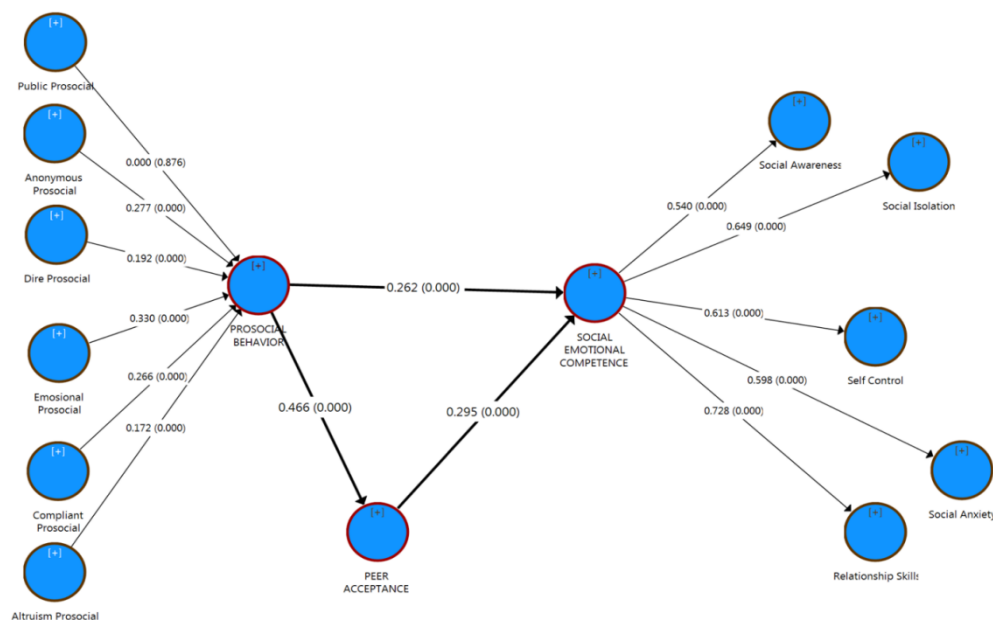 [+]
Public Prosocial
[+]
Anonymous
Prosocial
[+]
Dire Prosocial
[+]
Emosional
Prosocial
[+]
Compliant
Prosocial
[+]
Altruism Prosocial
0.000 (0.876)
0.277 (0.000)
0.192 (0.000)
0.330 (0.000)
0.266 (0.000)
0.172 (0.000)
[+]
PROSOCIAL
BEHAVIOR
0.262 (0.000)
0.466 (0.000)
0.295 (0.000)
[+]
PEER
ACCEPTANCE
[+]
SOCIAL
EMOTIONAL
COMPETENCE
0.540 (0.000)
0.649 (0.000)
0.613 (0.000)
0.598 (0.000)
0.728 (0.000)
[+]
Social Awareness
[+]
Social Isolation
[+]
Self Control
[+]
Social Anxiety
[+]
Relationship Skills